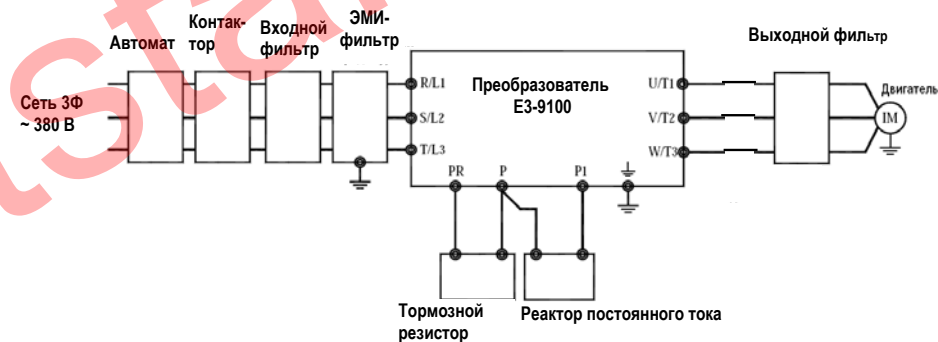 Автомат
Контак-
тор
Входной
фильтр
ЭМИ-
фильтр
Выходной фильтр
Сеть 3Ф
~ 380 В
R/L1
S/L2
T/L3
Преобразователь
Е3-9100
U/T1
V/T2
W/T3
Двигатель
IM
PR
P
P1
Тормозной
резистор
Реактор постоянного тока